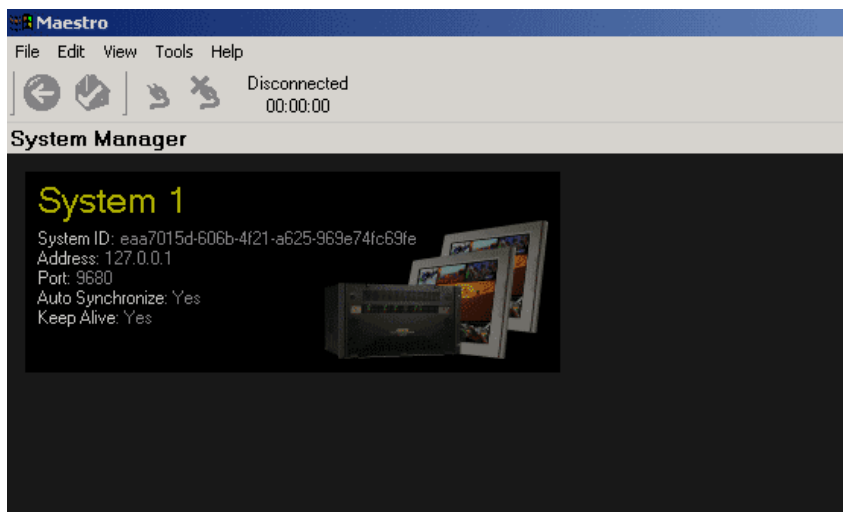 Maestro
File Edit View Tools Help
Disconnected
00:00:00
System Manager
System 1
System ID: eaa7015d-606b-4f21-a625-969e74fc69fe
Address: 127.0.0.1
Port: 9680
Auto Synchronize: Yes
Keep Alive: Yes